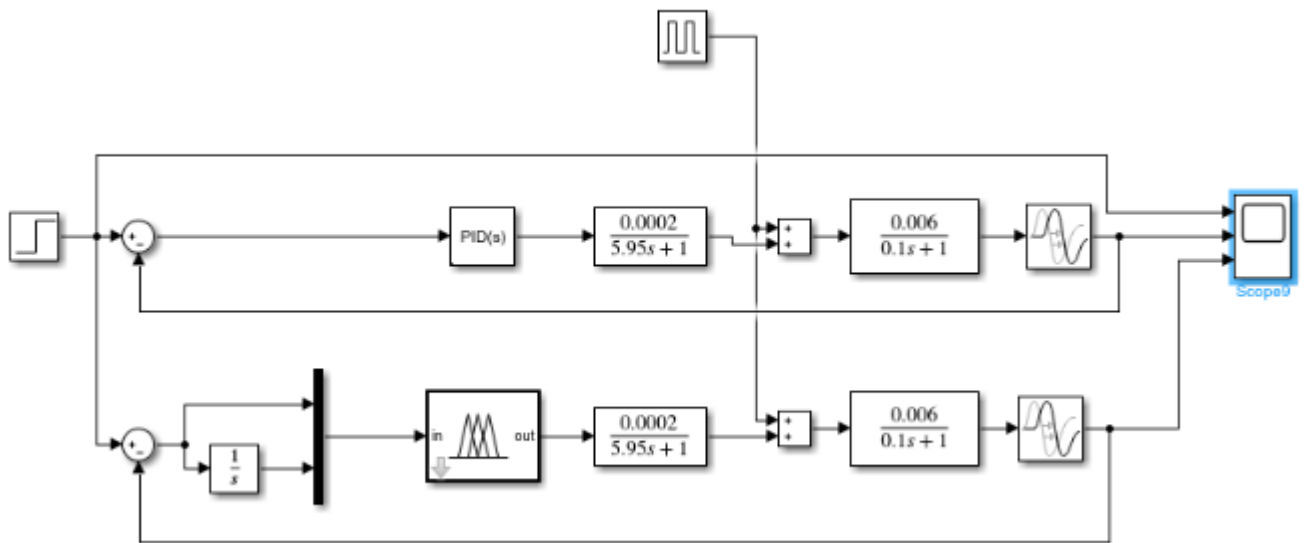 PID(s)
0.0002
5.95s + 1
+
+
0.006
0.1s + 1
+
-
Scope9
+
-
1
s
in
out
0.0002
5.95s + 1
+
+
0.006
0.1s + 1